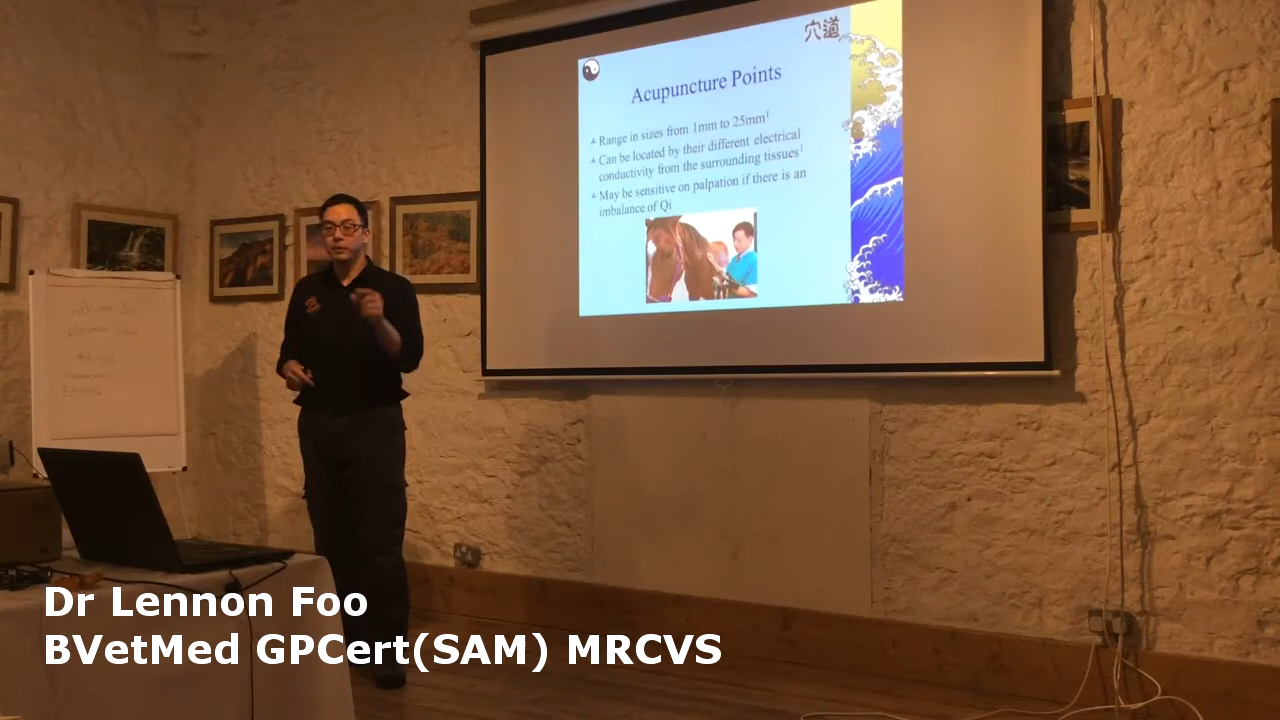 穴道
Acupuncture Points
Range in sizes from 1mm to 25mm¹
Can be located by their different electrical
conductivity from the surrounding tissues¹
May be sensitive on palpation if there is an
imbalance of Qi
welcome to
Dr Lennon Foo
BVetMed GPCert(SAM) MRCVS